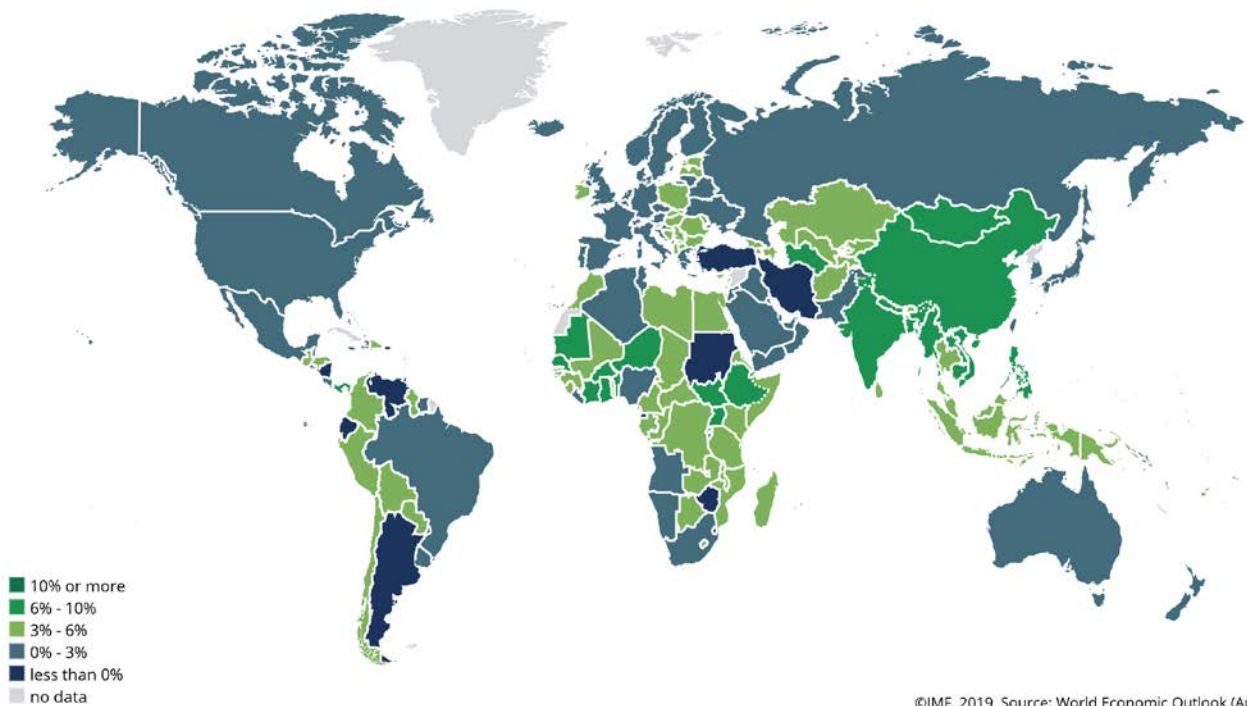 10% or more
6% - 10%
3% - 6%
0% - 3%
less than 0%
no data
©IMF, 2019, Source: World Economic Outlook (